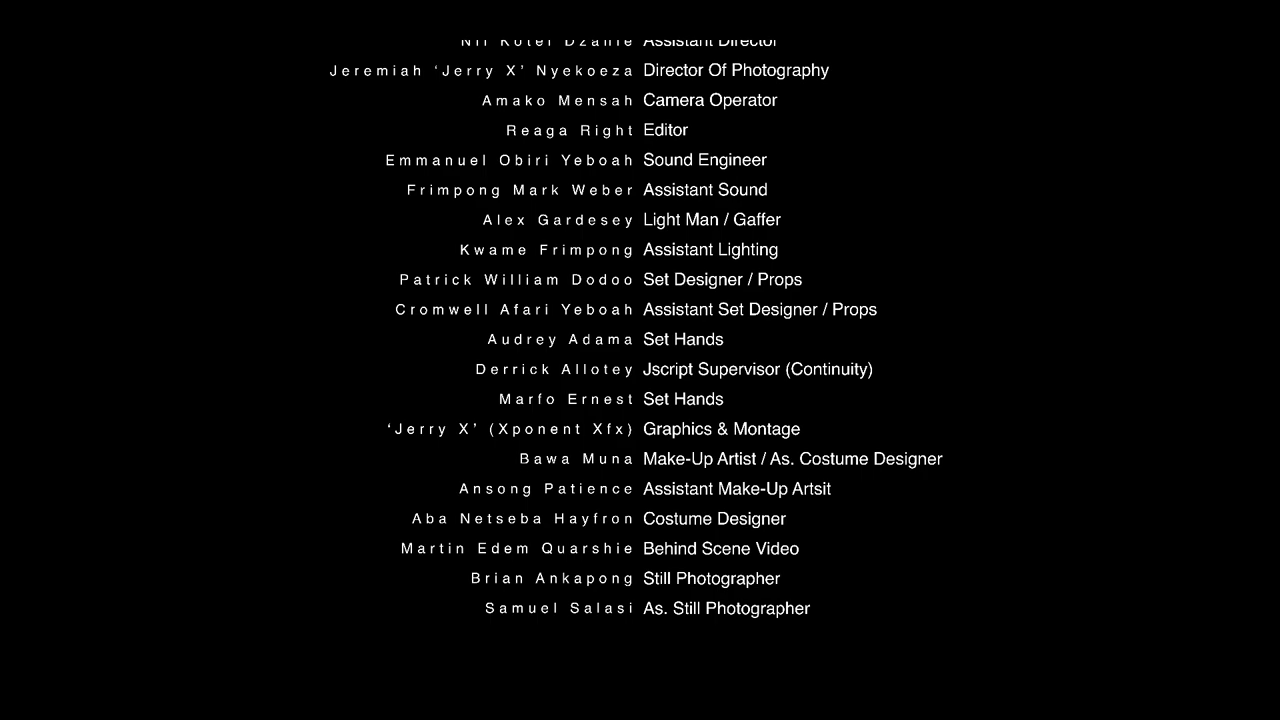 Assistant Director
Jeremiah ‘Jerry X’ Nyekoeza Director Of Photography
Amako Mensah Camera Operator
Reaga Right Editor
Emmanuel Obiri Yeboah Sound Engineer
Frimpong Mark Weber Assistant Sound
Alex Gardesey Light Man / Gaffer
Kwame Frimpong Assistant Lighting
Patrick William Dodoo Set Designer / Props
Cromwell Afari Yeboah Assistant Set Designer / Props
Audrey Adama Set Hands
Derrick Allotey Jscript Supervisor (Continuity)
Marfo Ernest Set Hands
‘Jerry X’ (Xponent Xfx) Graphics & Montage
Bawa Muna Make-Up Artist / As. Costume Designer
Ansong Patience Assistant Make-Up Artsit
Aba Netseba Hayfron Costume Designer
Martin Edem Quarshie Behind Scene Video
Brian Ankapong Still Photographer
Samuel Salasi As. Still Photographer